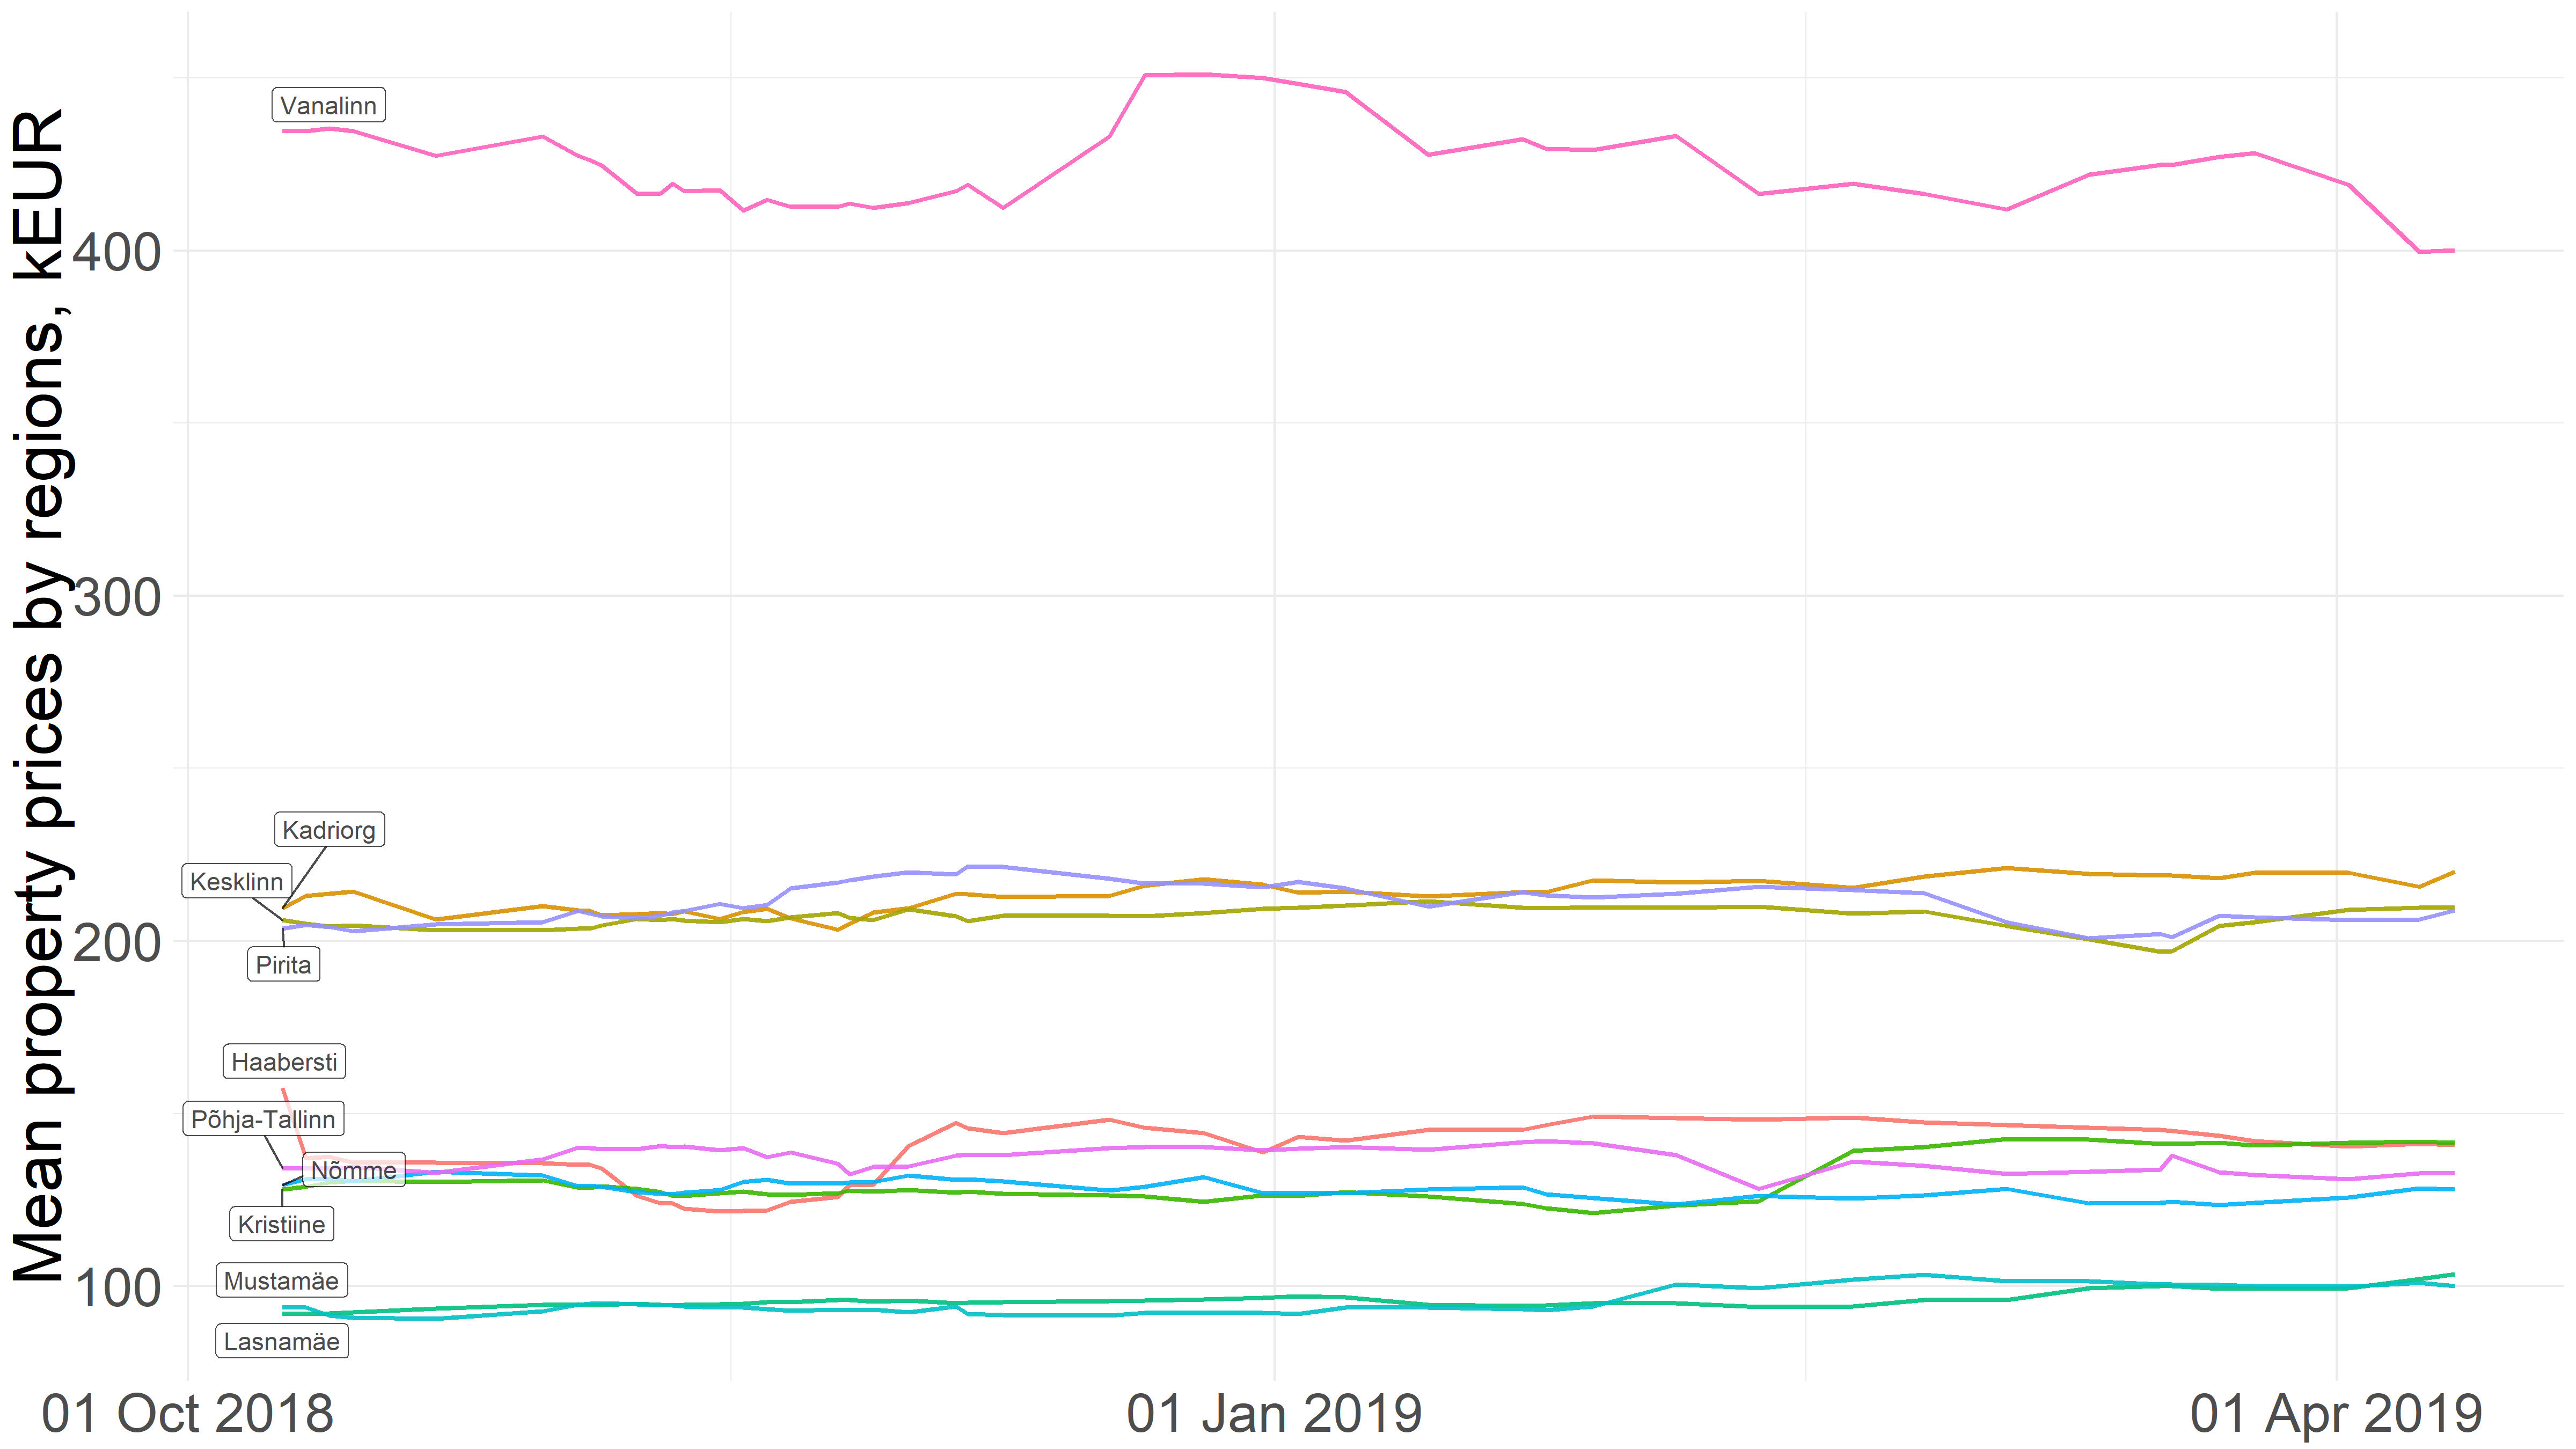 Mean property prices by regions, kEUR
400
300
200
100
Vanalinn
Kadriorg
Kesklinn
Pirita
Haabersti
Põhja-Tallinn
Nõmme
Kristiine
Mustamäe
Lasnamäe
01 Oct 2018
01 Jan 2019
01 Apr 2019